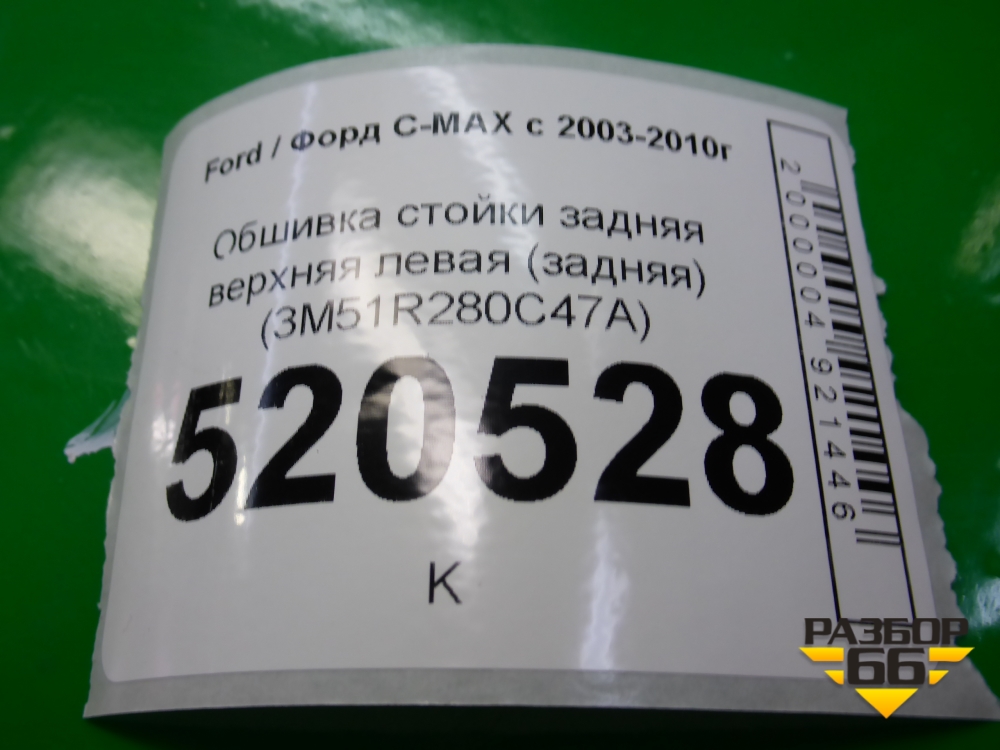 Ford / Форд C-MAX с 2003-2010г
Обшивка стойки задняя
верхняя левая (задняя)
(3M51R280C47A)
520528
К
2000004921446
РАЗБОР
66